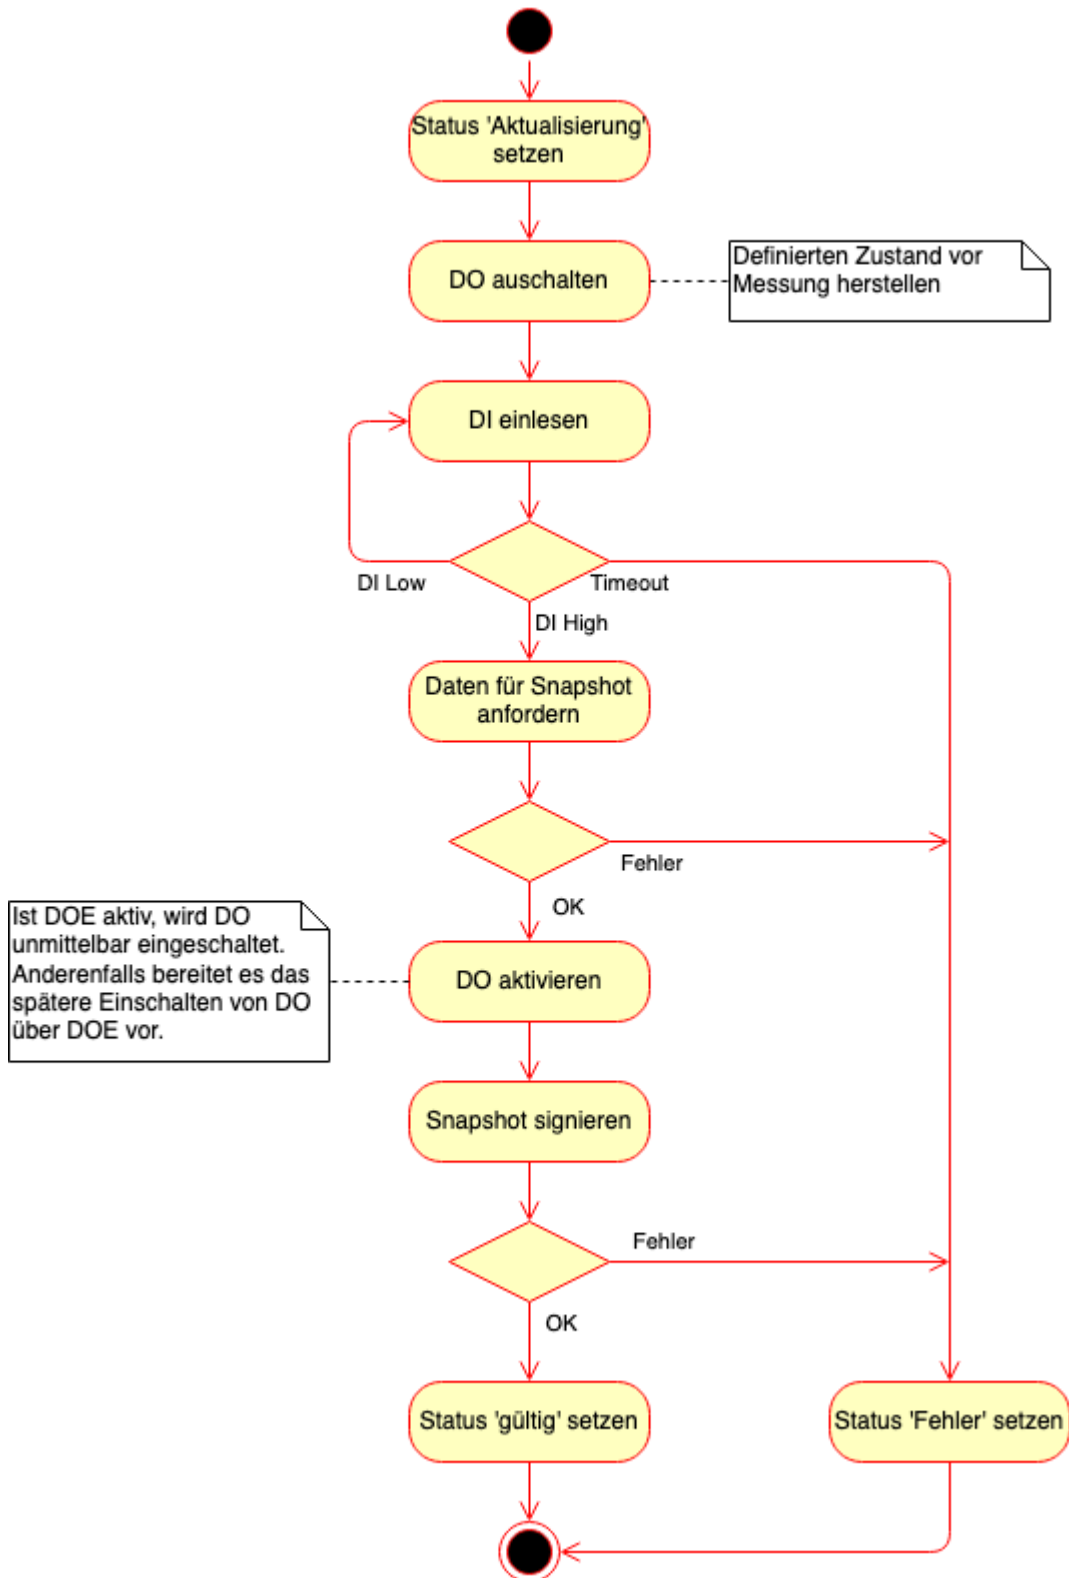 Status 'Aktualisierung'
setzen
DO auschalten
Definierten Zustand vor
Messung herstellen
DI einlesen
DI Low
Timeout
DI High
Daten für Snapshot
anfordern
Fehler
OK
Ist DOE aktiv, wird DO
unmittelbar eingeschaltet.
Anderenfalls bereitet es das
spätere Einschalten von DO
über DOE vor.
DO aktivieren
Snapshot signieren
Fehler
OK
Status 'gültig' setzen
Status 'Fehler' setzen